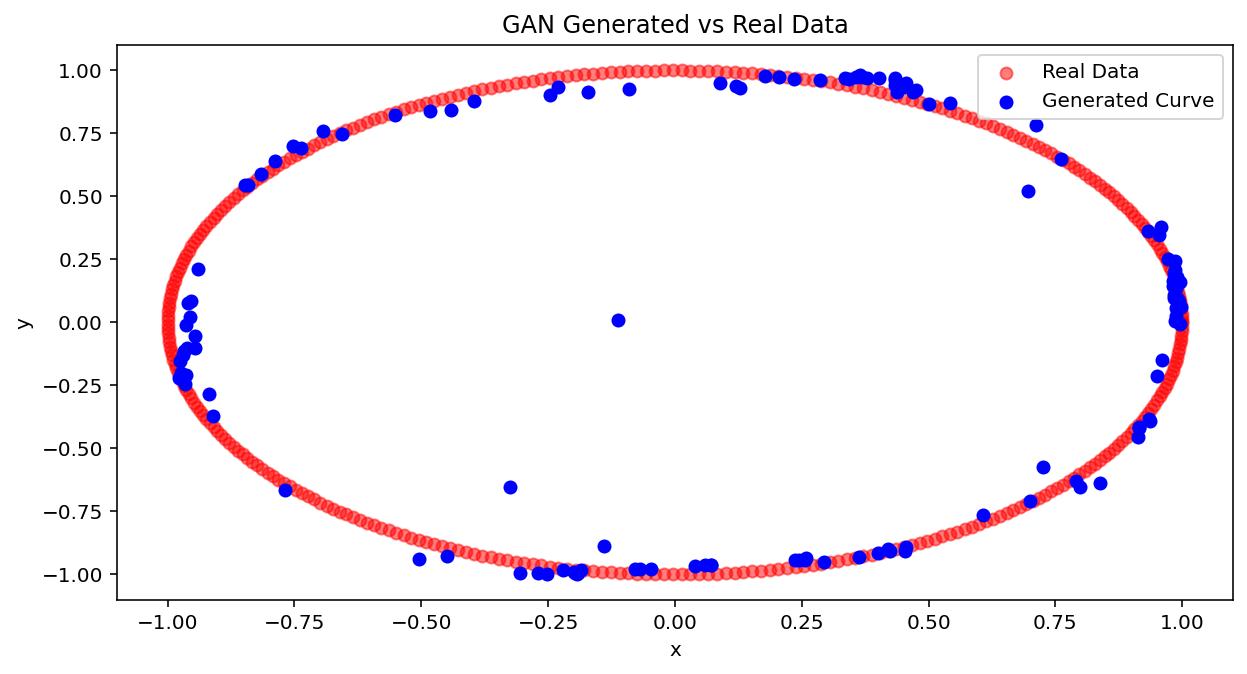 GAN Generated vs Real Data
Real Data
Generated Curve
1.00
0.75
0.50
0.25
0.00
−0.25
−0.50
−0.75
−1.00
y
−1.00 −0.75 −0.50 −0.25 0.00 0.25 0.50 0.75 1.00
x